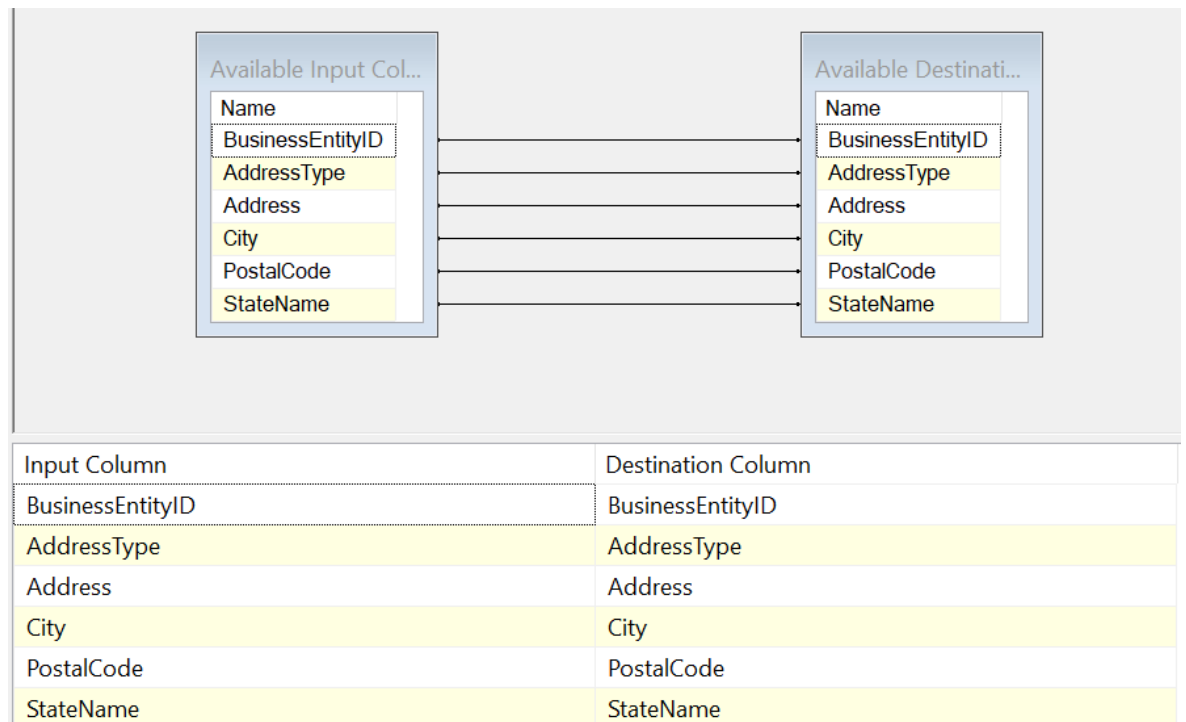 Available Input Col... Available Destinati...
Name Name
BusinessEntityID BusinessEntityID
AddressType AddressType
Address Address
City City
PostalCode PostalCode
StateName StateName
Input Column Destination Column
BusinessEntityID BusinessEntityID
AddressType AddressType
Address Address
City City
PostalCode PostalCode
StateName StateName